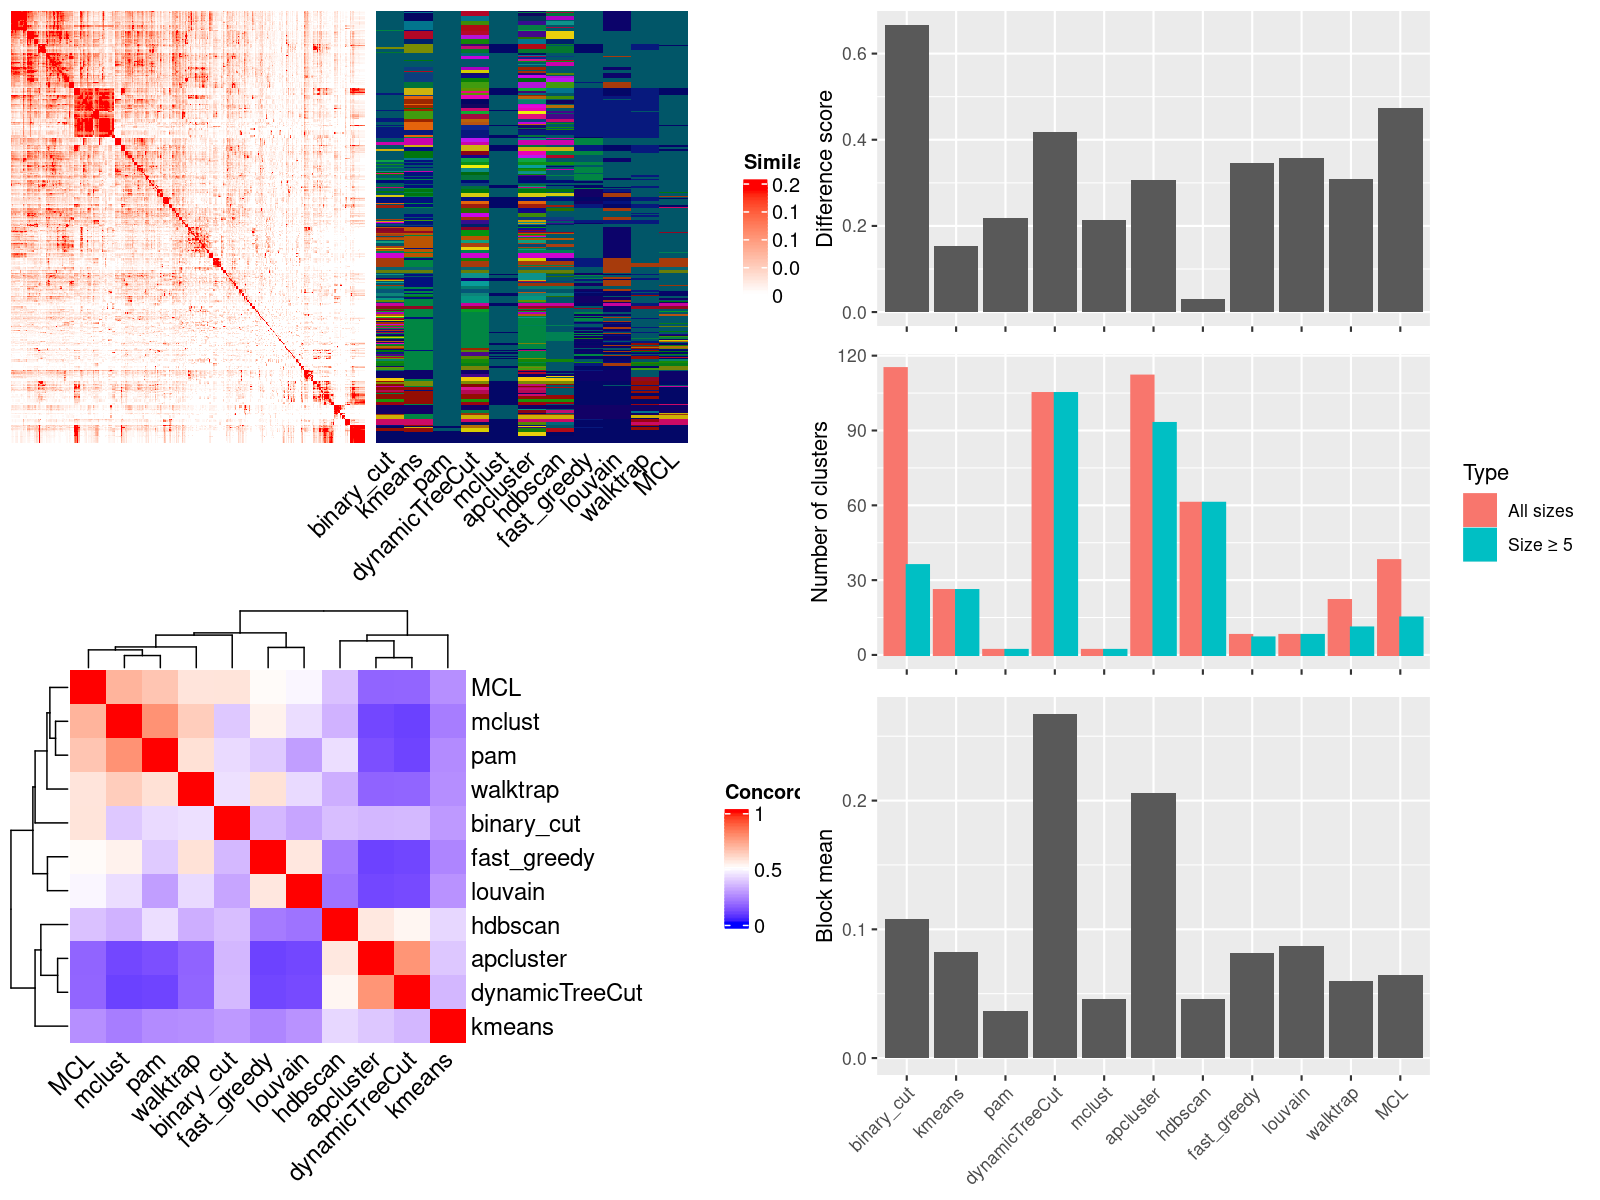 Simila
0.2
0.1
0.1
0.0
0
binary_cut
kmeans
pam
dynamicTreeCut
mclust
apcluster
hdbscan
fast_greedy
louvain
walktrap
MCL
MCL
mclust
pam
walktrap
binary_cut
fast_greedy
louvain
hdbscan
apcluster
dynamicTreeCut
kmeans
MCL
mclust
pam
walktrap
binary_cut
fast_greedy
louvain
hdbscan
apcluster
dynamicTreeCut
kmeans
Concord
1
0.5
0
Difference score
0.6
0.4
0.2
0.0
Number of clusters
120
90
60
30
0
Type
All sizes
Size ≥ 5
Block mean
0.2
0.1
0.0
binary_cut
kmeans
pam
dynamicTreeCut
mclust
apcluster
hdbscan
fast_greedy
louvain
walktrap
MCL